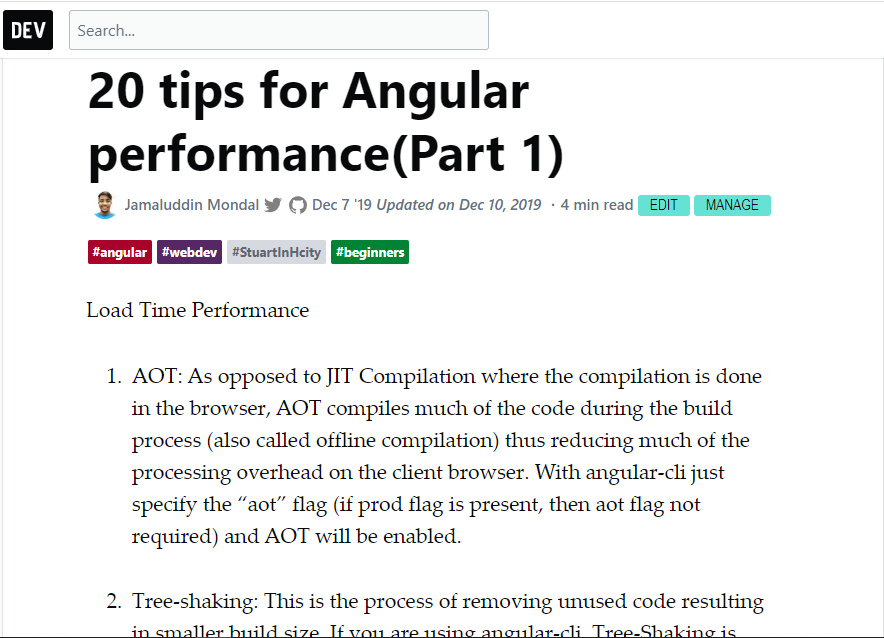 DEV
Search...
20 tips for Angular
performance(Part 1)
Jamaluddin Mondal Dec 7 '19 Updated on Dec 10, 2019 · 4 min read EDIT MANAGE
#angular #webdev #StuartInHcity #beginners
Load Time Performance
1. AOT: As opposed to JIT Compilation where the compilation is done
in the browser, AOT compiles much of the code during the build
process (also called offline compilation) thus reducing much of the
processing overhead on the client browser. With angular-cli just
specify the “aot” flag (if prod flag is present, then aot flag not
required) and AOT will be enabled.
2. Tree-shaking: This is the process of removing unused code resulting
in smaller build size. If you are using angular-cli, Tree-Shaking is